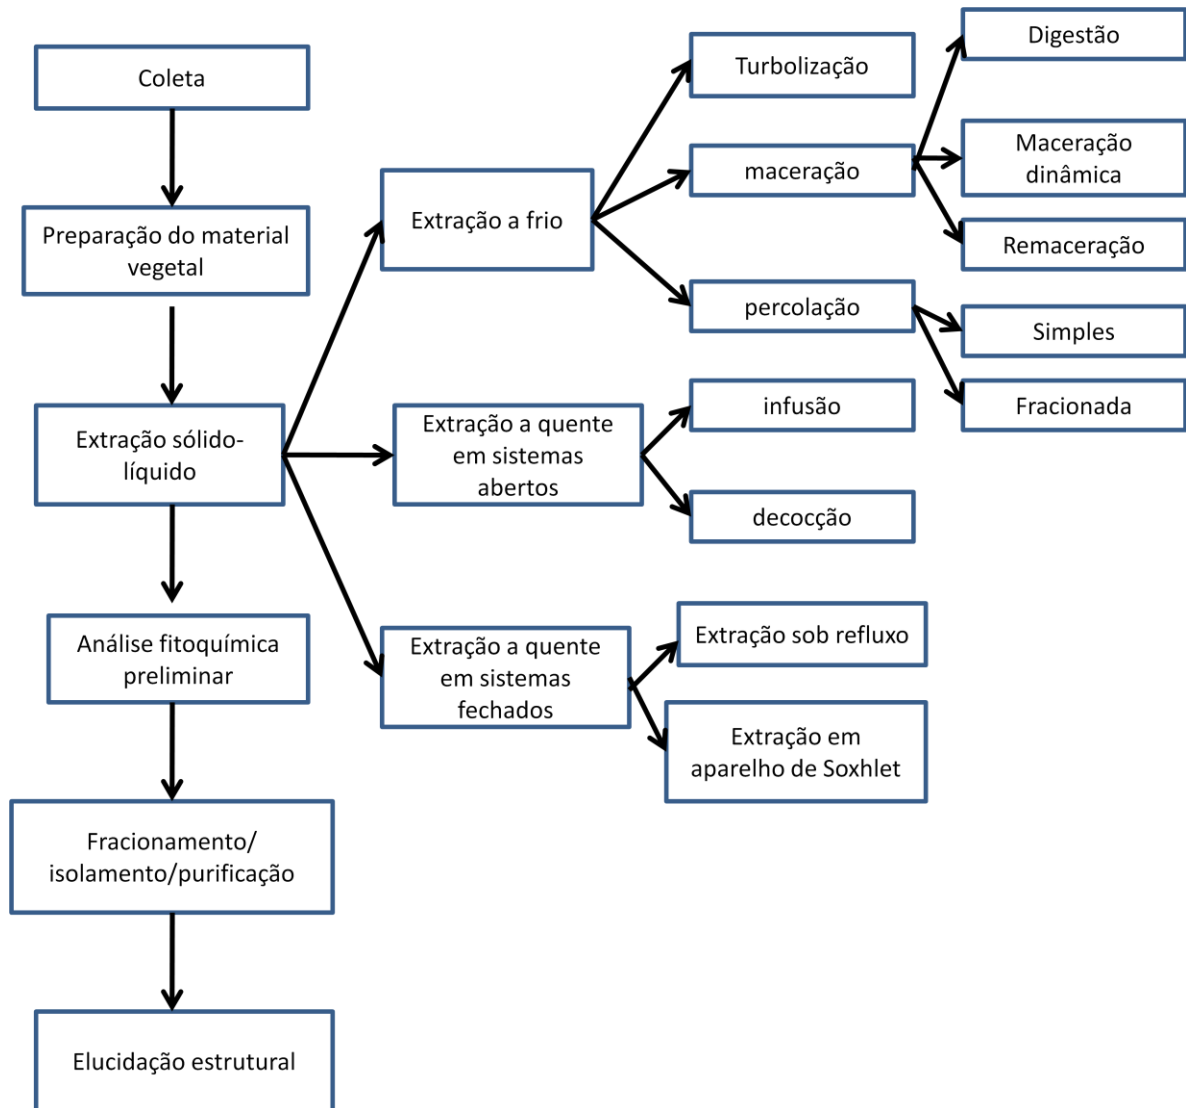 Coleta
Preparação do material
vegetal
Extração sólido-
líquido
Análise fitoquímica
preliminar
Fracionamento/
isolamento/purificação
Elucidação estrutural
Extração a frio
Extração a quente
em sistemas
abertos
Extração a quente
em sistemas
fechados
Turbolização
maceração
percolação
infusão
decocção
Extração sob refluxo
Extração em
aparelho de Soxhlet
Digestão
Maceração
dinâmica
Remaceração
Simples
Fracionada